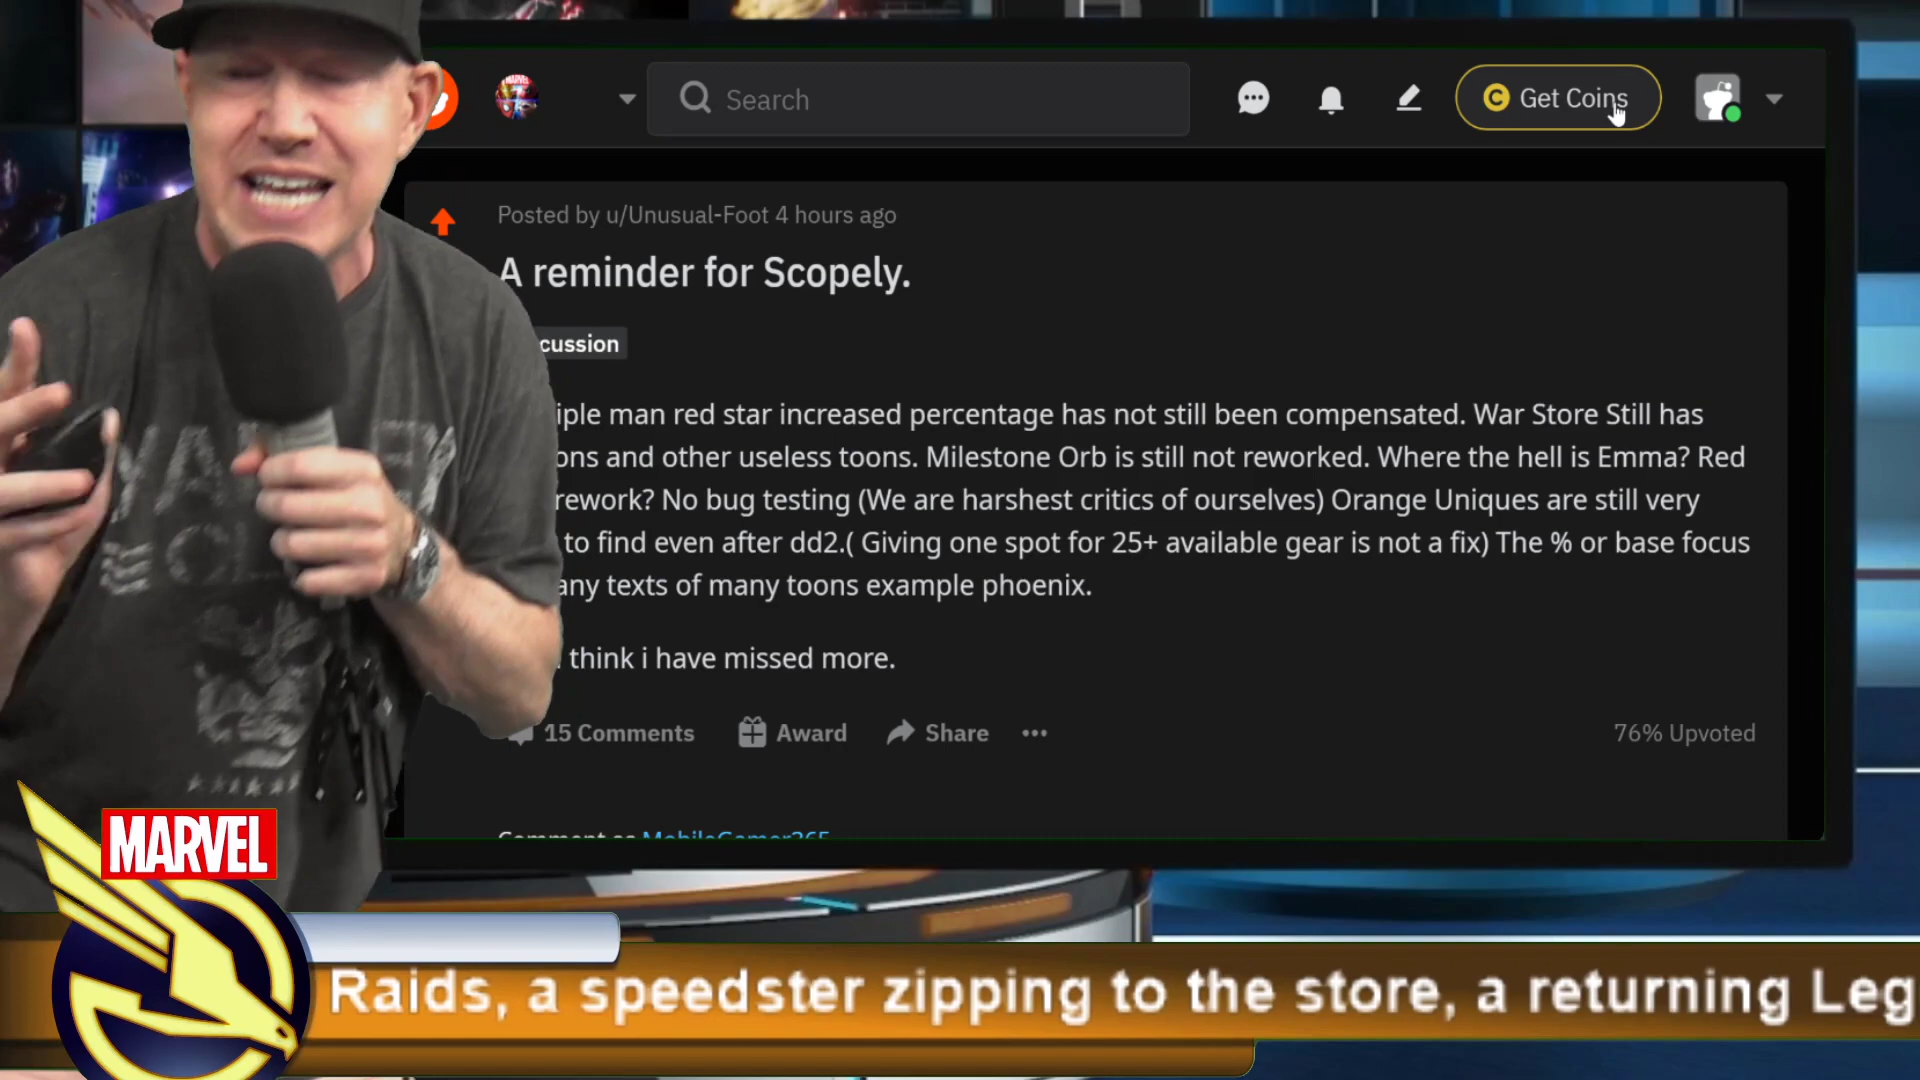 Search
Get Coins
Posted by u/Unusual-Foot 4 hours ago
A reminder for Scopely.
cussion
iple man red star increased percentage has not still been compensated. War Store Still has
ons and other useless toons. Milestone Orb is still not reworked. Where the hell is Emma? Red
rework? No bug testing (We are harshest critics of ourselves) Orange Uniques are still very
to find even after dd2.( Giving one spot for 25+ available gear is not a fix) The % or base focus
any texts of many toons example phoenix.
think i have missed more.
15 Comments
Award
Share
76% Upvoted
Comment as MobileGamer365
MARVEL
Raids, a speedster zipping to the store, a returning Leg